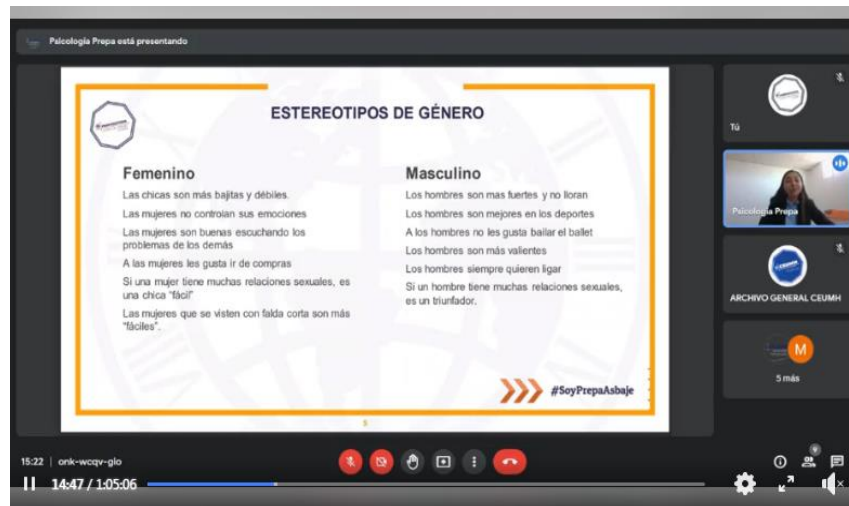 Psicología Prepa está presentando
ESTEREOTIPOS DE GÉNERO
Femenino
Las chicas son más bajitas y débiles.
Las mujeres no controlan sus emociones
Las mujeres son buenas escuchando los
problemas de los demás
A las mujeres les gusta ir de compras
Si una mujer tiene muchas relaciones sexuales, es
una chica "fácil"
Las mujeres que se visten con falda corta son más
"fáciles".
Masculino
Los hombres son mas fuertes y no lloran
Los hombres son mejores en los deportes
A los hombres no les gusta bailar el ballet
Los hombres son más valientes
Los hombres siempre quieren ligar
Si un hombre tiene muchas relaciones sexuales,
es un triunfador.
#SoyPrepaAsbaje
5
Tú
Psicología Prepa
ARCHIVO GENERAL CEUMH
M
5 más
15:22 | onk-wcqv-glo
9
14:47 / 1:05:06